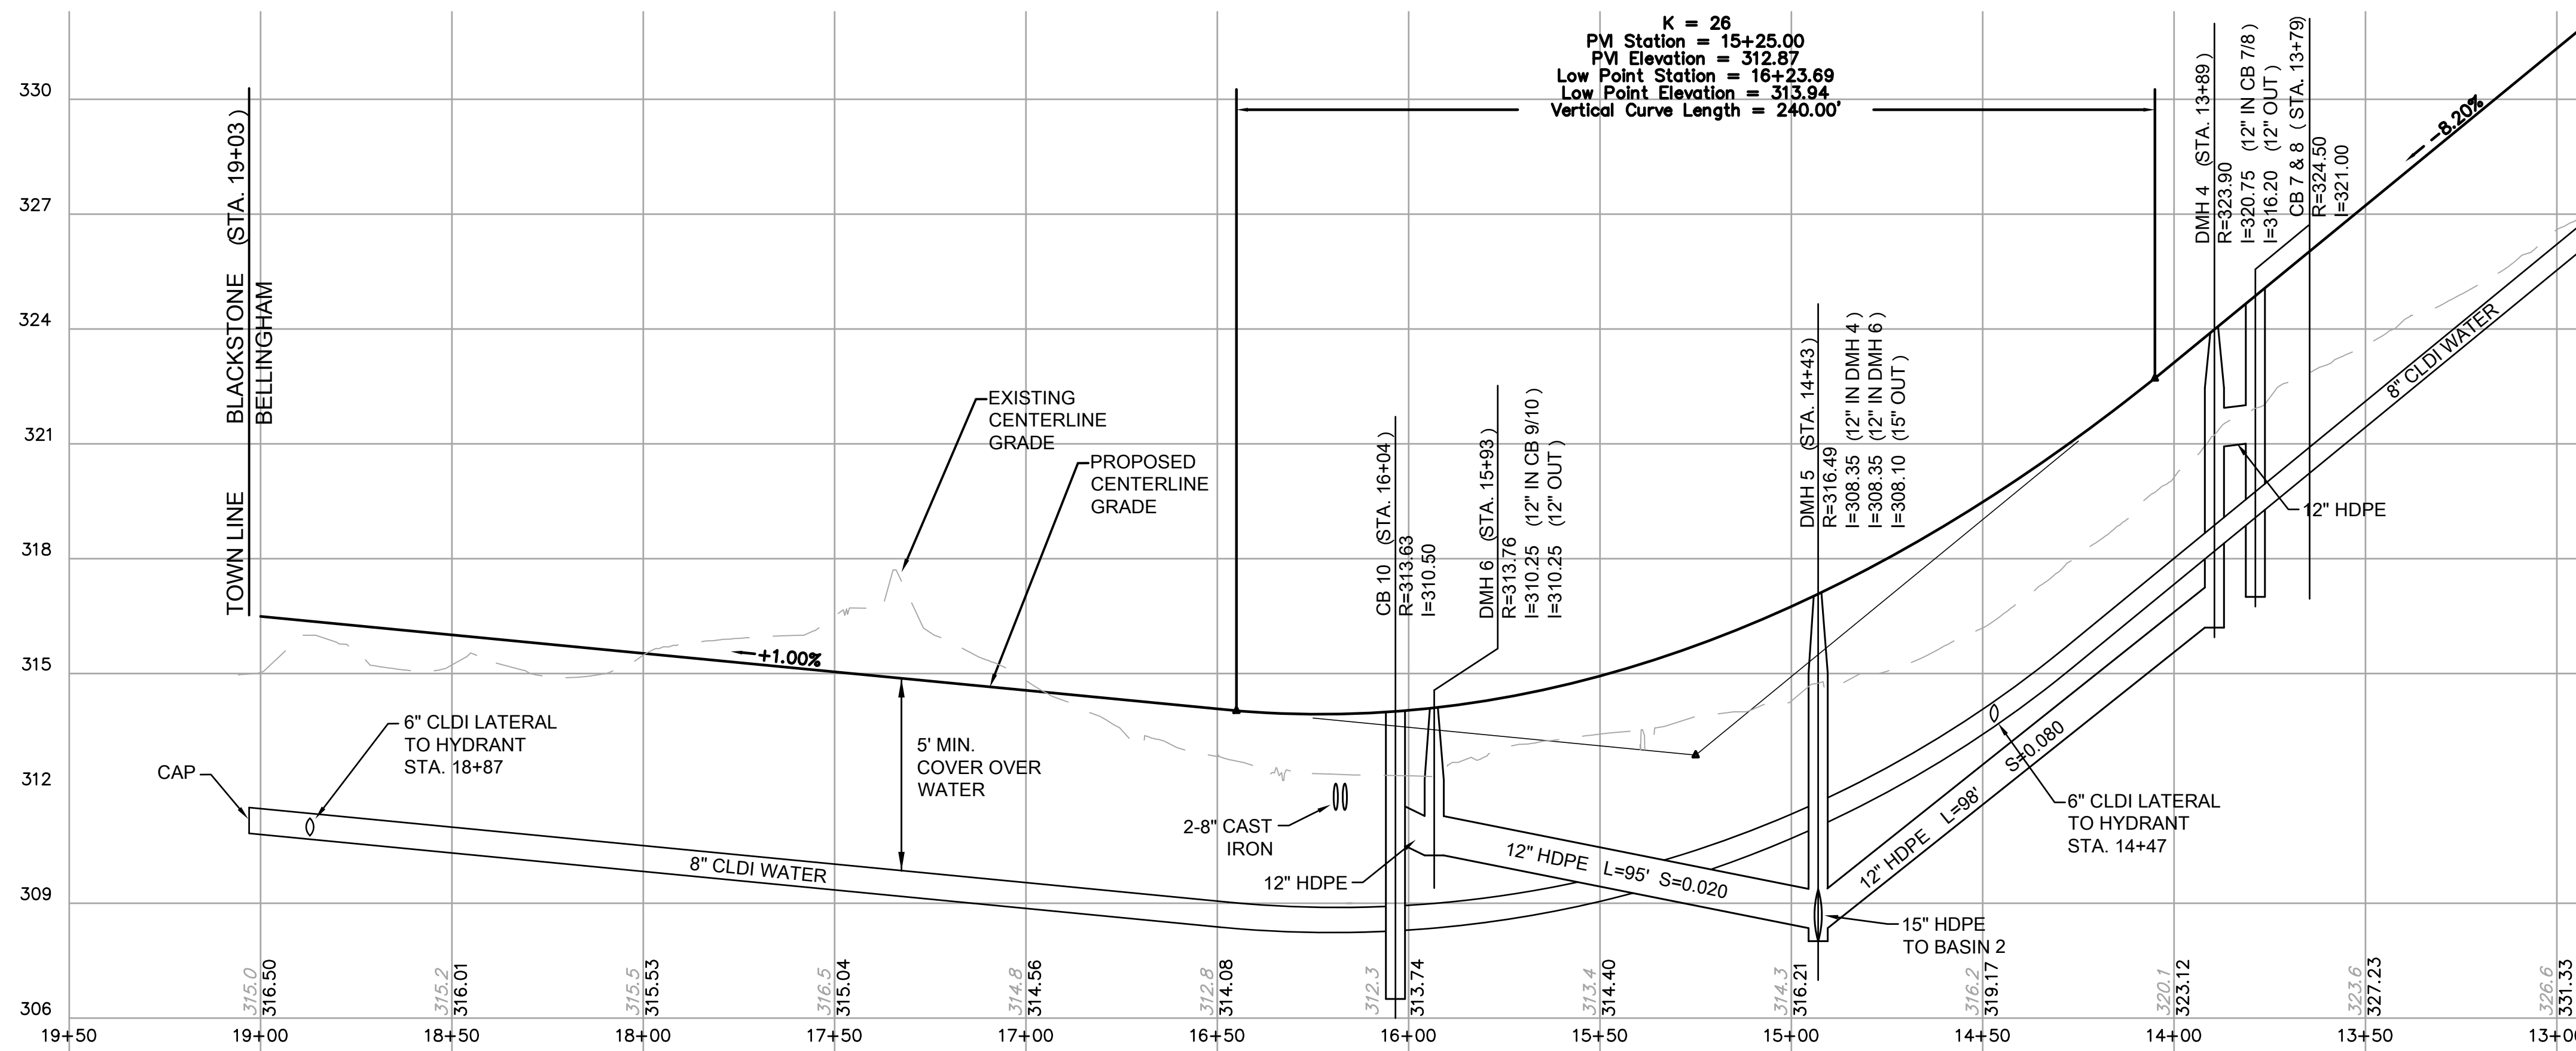 K = 26
PVI Station = 15+25.00
PVI Elevation = 312.87
Low Point Station = 16+23.69
Low Point Elevation = 313.94
Vertical Curve Length = 240.00'
330
327
324
321
318
315
312
309
306
TOWN LINE BLACKSTONE (STA. 19+03 )
BELLINGHAM
EXISTING
CENTERLINE
GRADE
PROPOSED
CENTERLINE
GRADE
+1.00%
-8.20%
CAP
6" CLDI LATERAL
TO HYDRANT
STA. 18+87
8" CLDI WATER
5' MIN.
COVER OVER
WATER
2-8" CAST
IRON
12" HDPE
CB 10 (STA. 16+04 )
R=313.63
I=310.50
DMH 6 (STA. 15+93 )
R=313.76
I=310.25 (12" IN CB 9/10 )
I=310.25 (12" OUT )
12" HDPE L=95' S=0.020
DMH 5 (STA. 14+43 )
R=316.49
I=308.35 (12" IN DMH 4 )
I=308.35 (12" IN DMH 6 )
I=308.10 (15" OUT )
12" HDPE L=98' S=0.080
15" HDPE
TO BASIN 2
6" CLDI LATERAL
TO HYDRANT
STA. 14+47
DMH 4 (STA. 13+89 )
R=323.90
I=320.75 (12" IN CB 7/8 )
I=316.20 (12" OUT )
CB 7 & 8 ( STA. 13+79)
R=324.50
I=321.00
12" HDPE
8" CLDI WATER
315.0 316.50
315.2 316.01
315.5 315.53
316.5 315.04
314.8 314.56
312.8 314.08
312.3 313.74
313.4 314.40
314.3 316.21
316.2 319.17
320.1 323.12
323.6 327.23
326.6 331.33
19+50 19+00 18+50 18+00 17+50 17+00 16+50 16+00 15+50 15+00 14+50 14+00 13+50 13+0